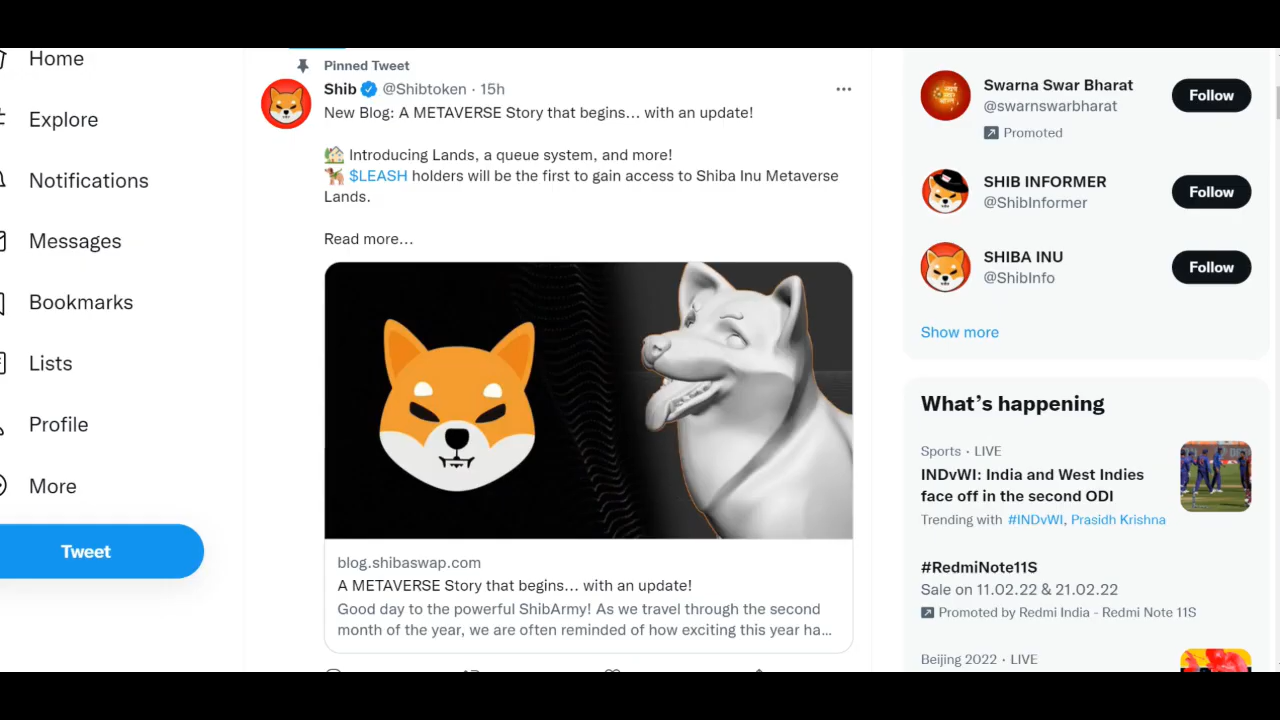 Home
Explore
Notifications
Messages
Bookmarks
Lists
Profile
More
Tweet
Pinned Tweet
Shib @Shibtoken · 15h
New Blog: A METAVERSE Story that begins... with an update!
🏡 Introducing Lands, a queue system, and more!
🐕‍🦺 $LEASH holders will be the first to gain access to Shiba Inu Metaverse
Lands.
Read more...
blog.shibaswap.com
A METAVERSE Story that begins... with an update!
Good day to the powerful ShibArmy! As we travel through the second
month of the year, we are often reminded of how exciting this year ha...
Swarna Swar Bharat
@swarnswarbharat
Follow
Promoted
SHIB INFORMER
@ShibInformer
Follow
SHIBA INU
@ShibInfo
Follow
Show more
What's happening
Sports · LIVE
INDvWI: India and West Indies
face off in the second ODI
Trending with #INDvWI, Prasidh Krishna
#RedmiNote11S
Sale on 11.02.22 & 21.02.22
Promoted by Redmi India - Redmi Note 11S
Beijing 2022 · LIVE